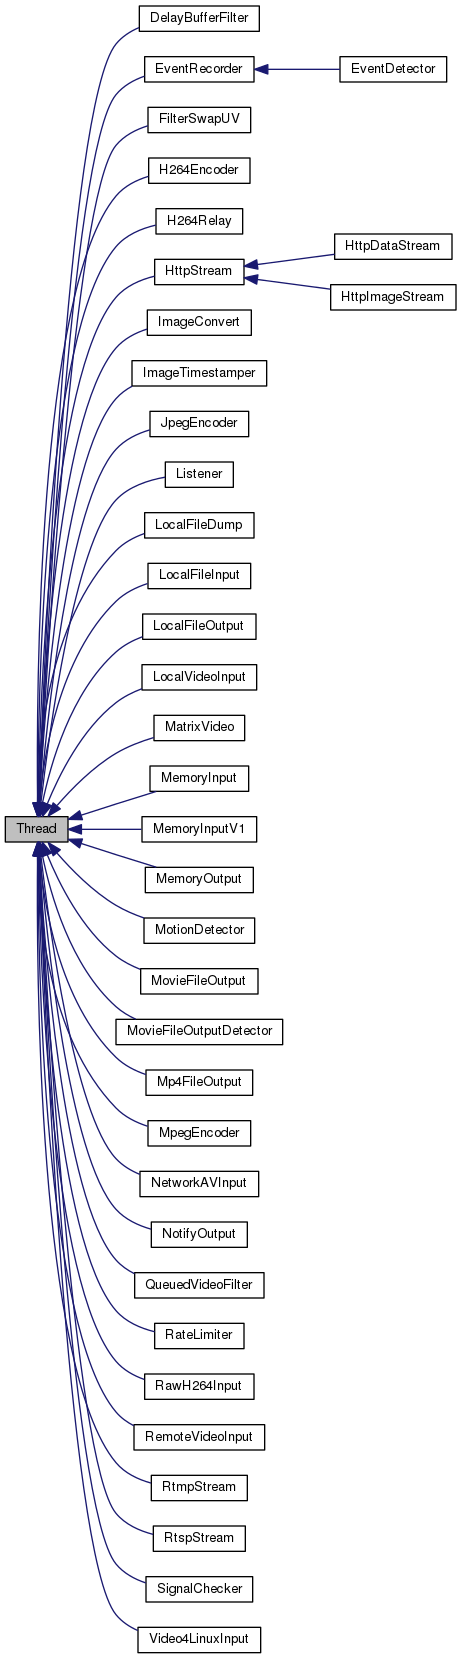 DelayBufferFilter
EventRecorder
EventDetector
FilterSwapUV
H264Encoder
H264Relay
HttpStream
HttpDataStream
HttpImageStream
ImageConvert
ImageTimestamper
JpegEncoder
Listener
LocalFileDump
LocalFileInput
LocalFileOutput
LocalVideoInput
MatrixVideo
MemoryInput
Thread
MemoryInputV1
MemoryOutput
MotionDetector
MovieFileOutput
MovieFileOutputDetector
Mp4FileOutput
MpegEncoder
NetworkAVInput
NotifyOutput
QueuedVideoFilter
RateLimiter
RawH264Input
RemoteVideoInput
RtmpStream
RtspStream
SignalChecker
Video4LinuxInput